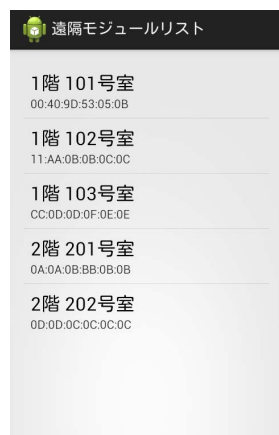 遠隔モジュールリスト
1階 101号室
00:40:9D:53:05:0B
1階 102号室
11:AA:0B:0B:0C:0C
1階 103号室
CC:0D:0D:0F:0E:0E
2階 201号室
0A:0A:0B:BB:0B:0B
2階 202号室
0D:0D:0C:0C:0C:0C